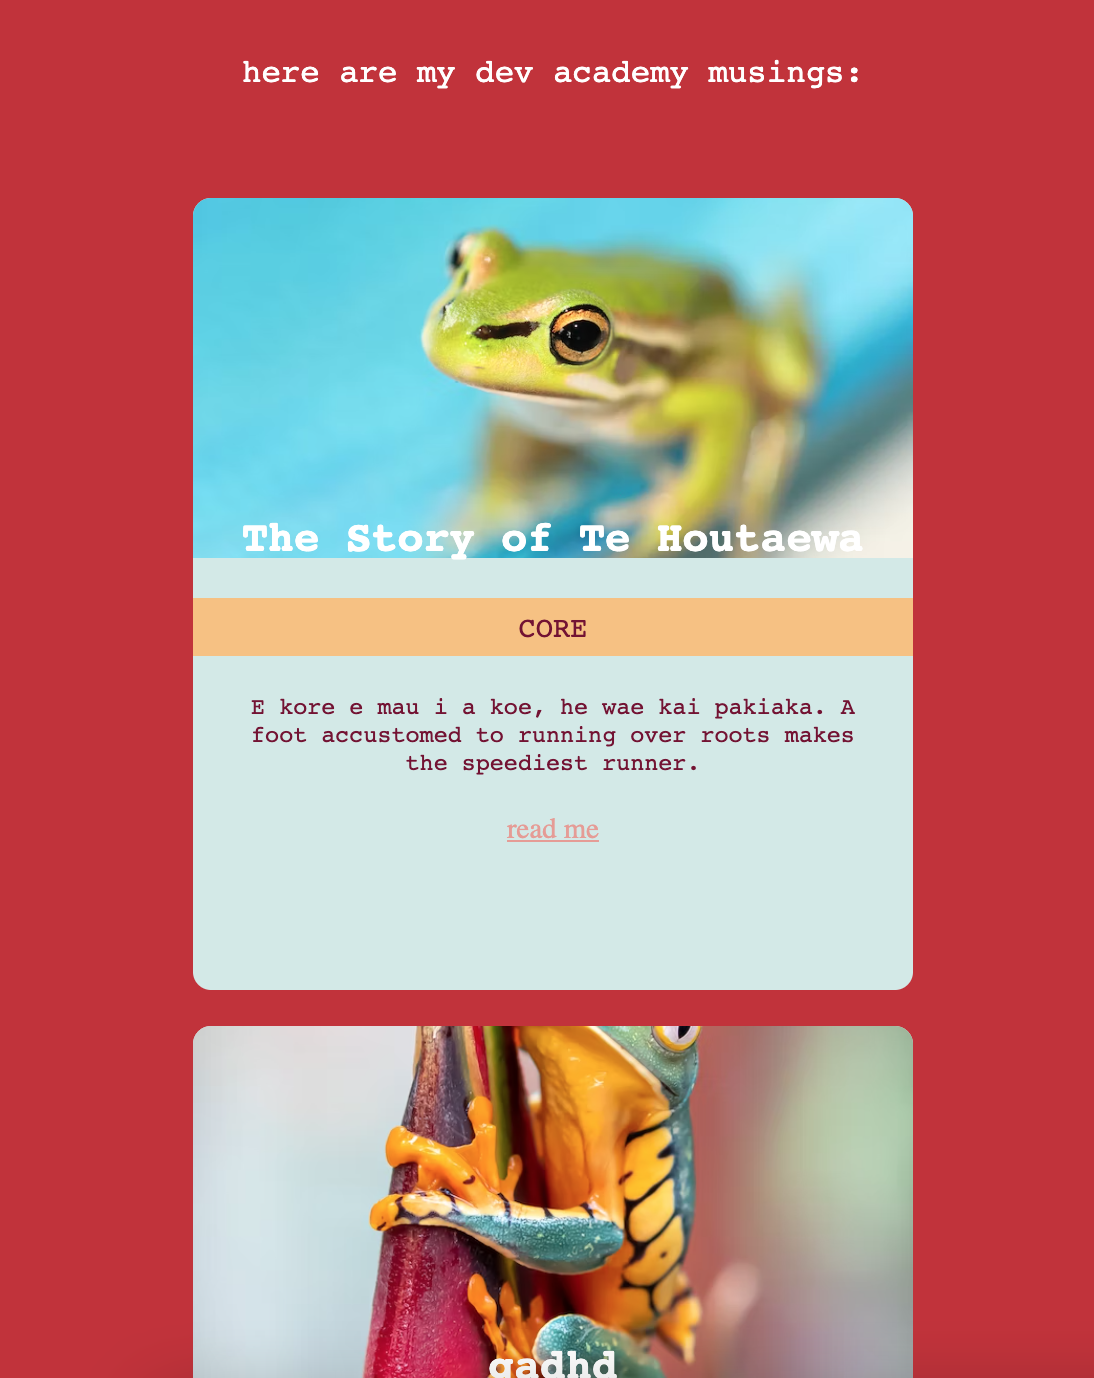 here are my dev academy musings:
The Story of Te Houtaewa
CORE
E kore e mau i a koe, he wae kai pakiaka. A
foot accustomed to running over roots makes
the speediest runner.
read me
gadhd